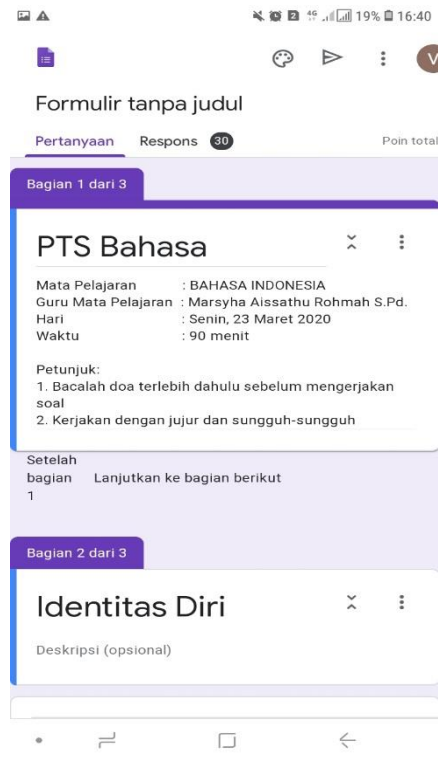 4G 19% 16:40
V
Formulir tanpa judul
Pertanyaan Respons 30 Poin total
Bagian 1 dari 3
PTS Bahasa
Mata Pelajaran : BAHASA INDONESIA
Guru Mata Pelajaran : Marsyha Aissathu Rohmah S.Pd.
Hari : Senin, 23 Maret 2020
Waktu : 90 menit
Petunjuk:
1. Bacalah doa terlebih dahulu sebelum mengerjakan
soal
2. Kerjakan dengan jujur dan sungguh-sungguh
Setelah
bagian Lanjutkan ke bagian berikut
1
Bagian 2 dari 3
Identitas Diri
Deskripsi (opsional)